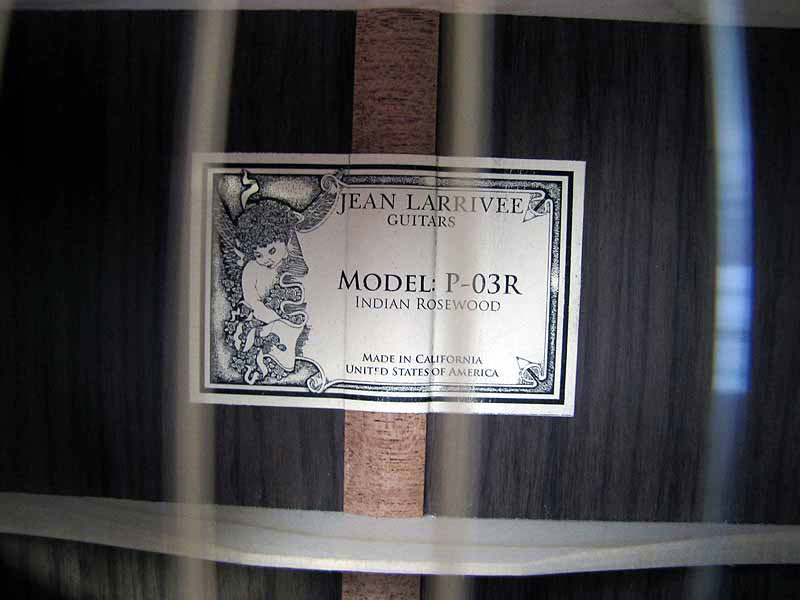 JEAN LARRIVEE
GUITARS
MODEL: P-03R
INDIAN ROSEWOOD
MADE IN CALIFORNIA
UNITED STATES OF AMERICA